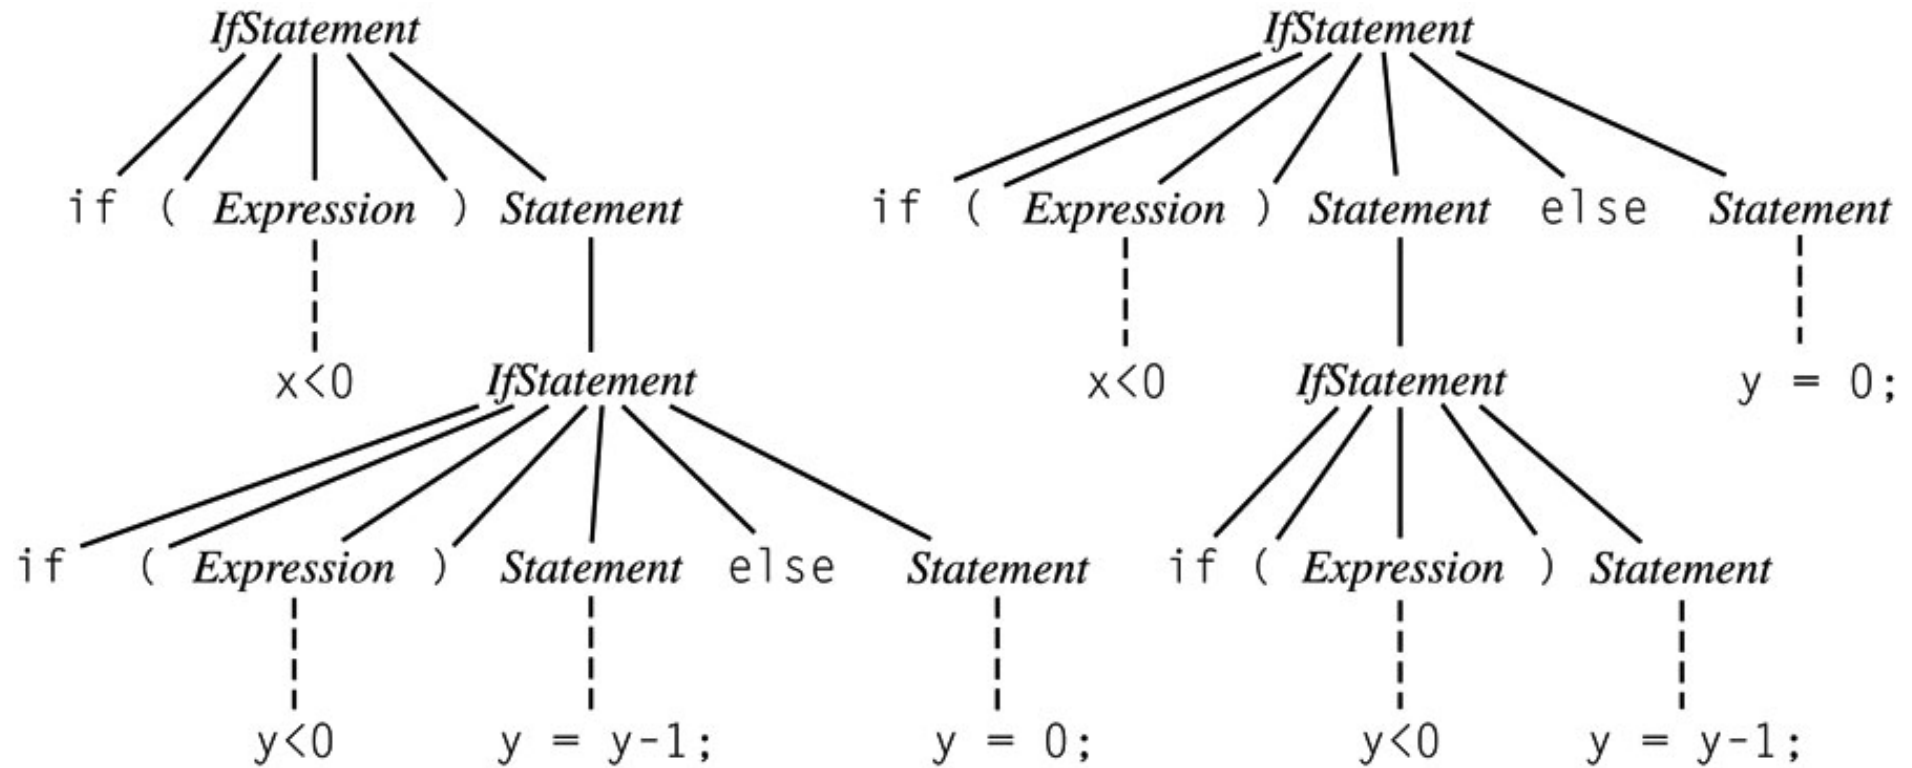 IfStatement IfStatement
if ( Expression ) Statement if ( Expression ) Statement else Statement
x<0 IfStatement x<0 IfStatement y = 0;
if ( Expression ) Statement else Statement if ( Expression ) Statement
y<0 y = y-1; y = 0; y<0 y = y-1;